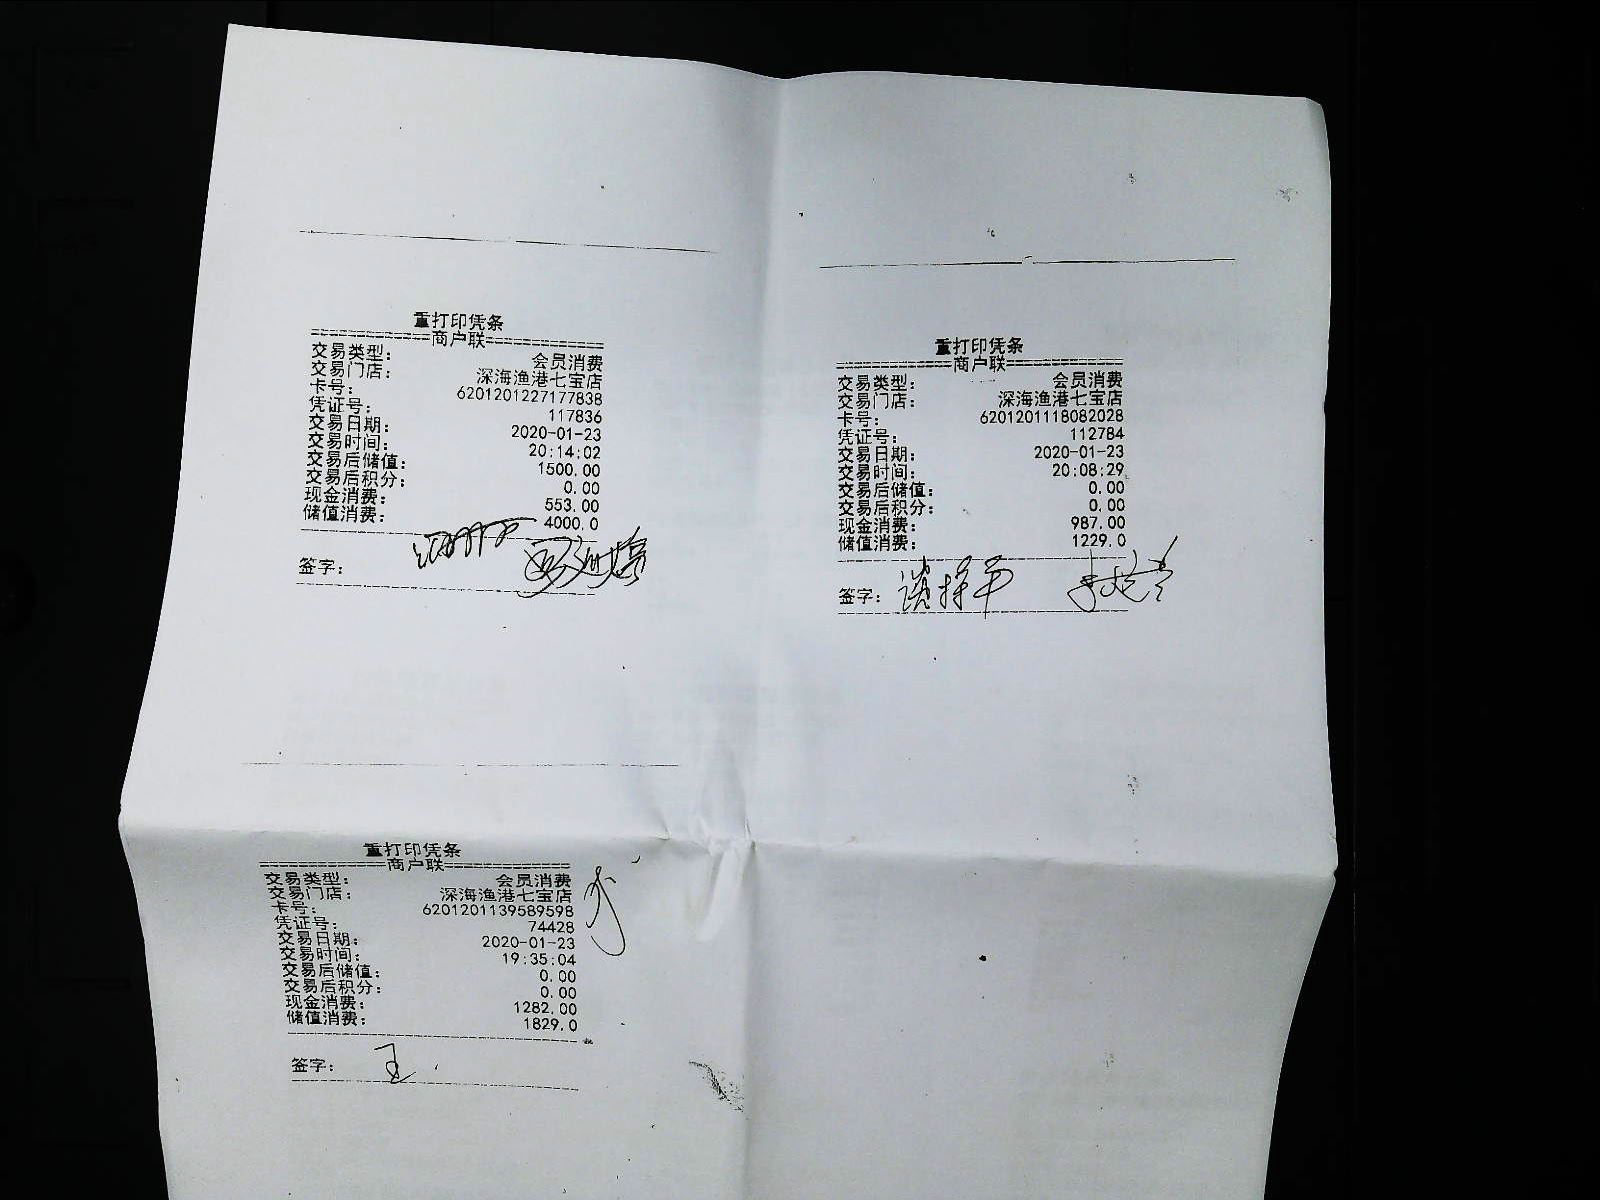 重打印凭条
============商户联============
交易类型: 会员消费
交易门店: 深海渔港七宝店
卡号: 6201201227177838
凭证号: 117836
交易日期: 2020-01-23
交易时间: 20:14:02
交易后储值: 1500.00
交易后积分: 0.00
现金消费: 553.00
储值消费: 4000.0
签字:
重打印凭条
============商户联============
交易类型: 会员消费
交易门店: 深海渔港七宝店
卡号: 6201201118082028
凭证号: 112784
交易日期: 2020-01-23
交易时间: 20:08:29
交易后储值: 0.00
交易后积分: 0.00
现金消费: 987.00
储值消费: 1229.0
签字:
重打印凭条
============商户联============
交易类型: 会员消费
交易门店: 深海渔港七宝店
卡号: 6201201139589598
凭证号: 74428
交易日期: 2020-01-23
交易时间: 19:35:04
交易后储值: 0.00
交易后积分: 0.00
现金消费: 1282.00
储值消费: 1829.0
签字: